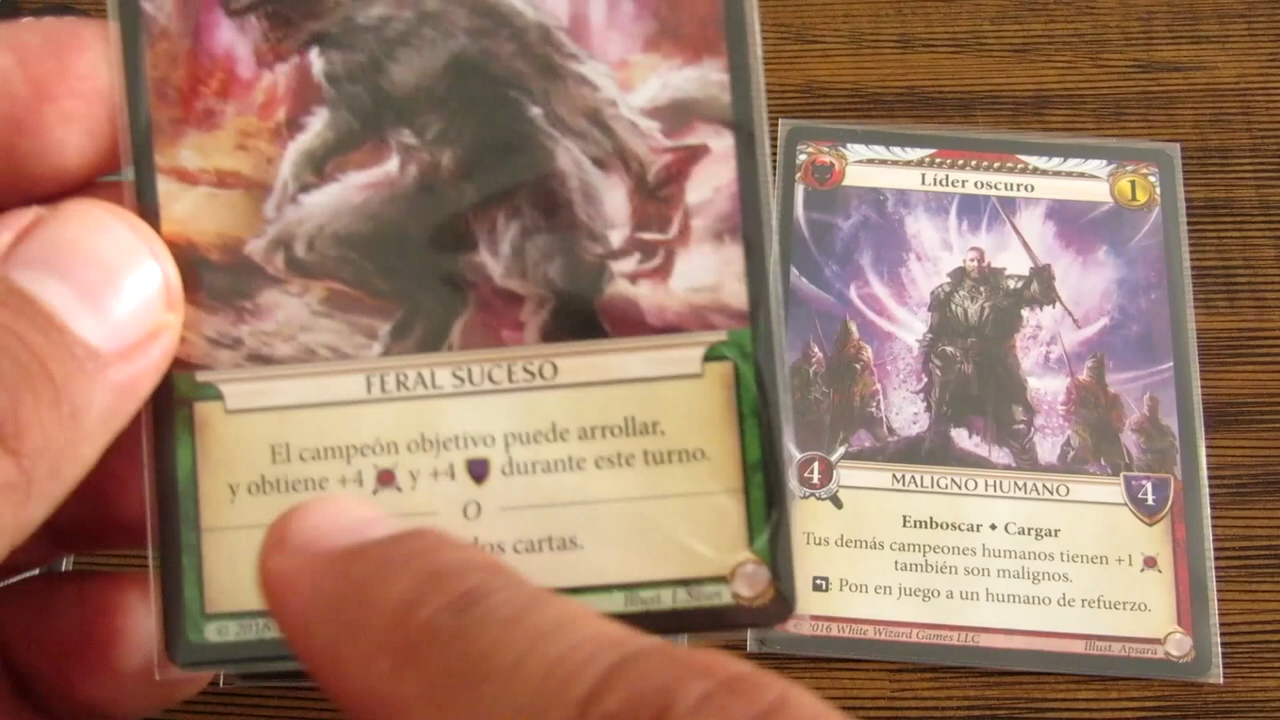 FERAL SUCESO
El campeón objetivo puede arrollar,
y obtiene +4 y +4 durante este turno.
O
dos cartas.
© 2016
Illust.
Líder oscuro
1
4
MALIGNO HUMANO
4
Emboscar ◆ Cargar
Tus demás campeones humanos tienen +1
también son malignos.
: Pon en juego a un humano de refuerzo.
© 2016 White Wizard Games LLC
Illust. Apsara